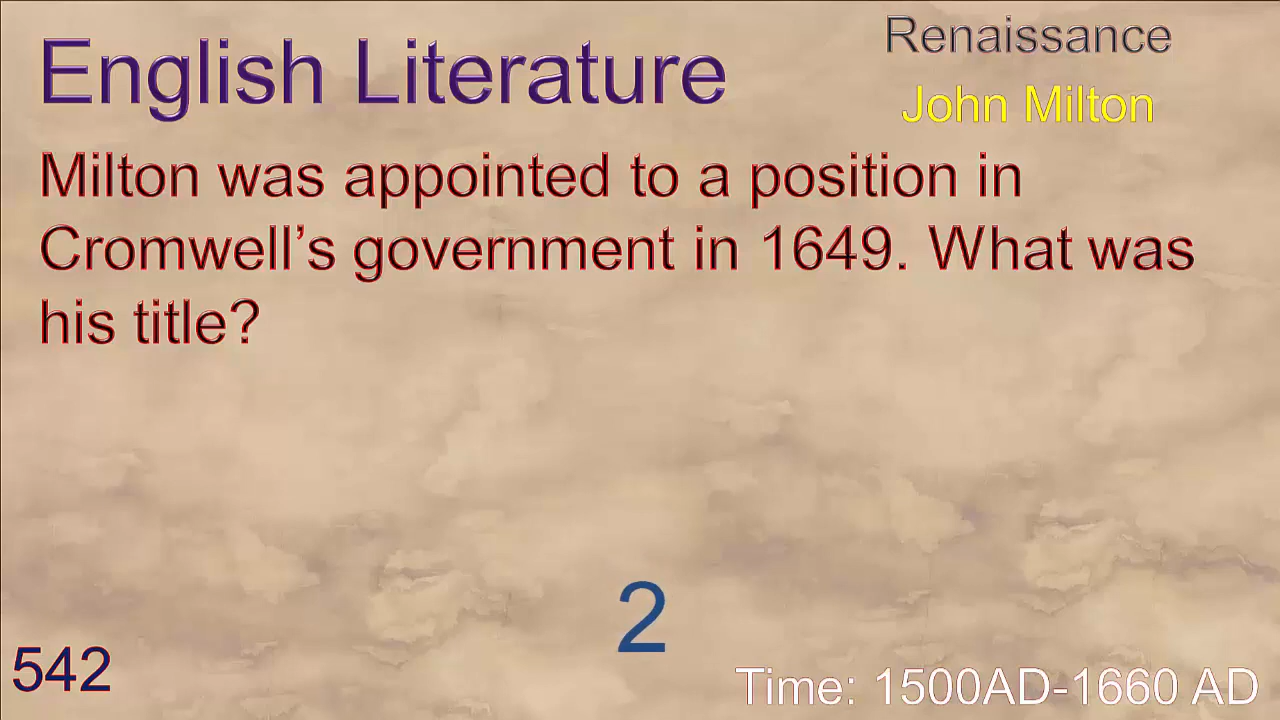 English Literature
Renaissance
John Milton
Milton was appointed to a position in
Cromwell’s government in 1649. What was
his title?
2
542
Time: 1500AD-1660 AD